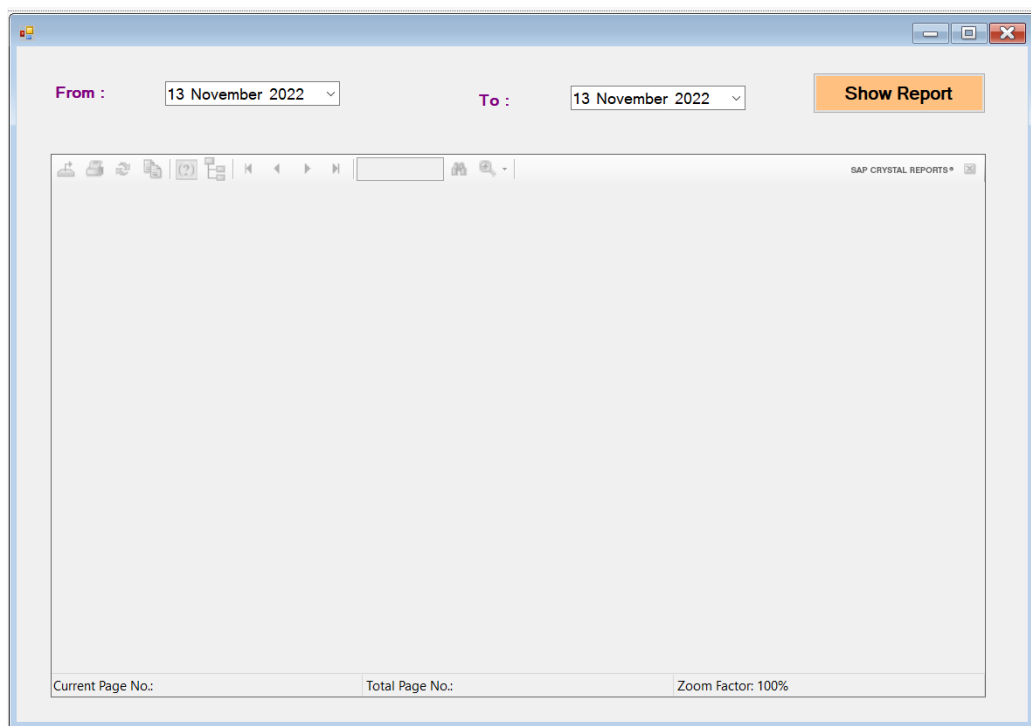 From :
13 November 2022
To :
13 November 2022
Show Report
(?)
SAP CRYSTAL REPORTS®
Current Page No.:
Total Page No.:
Zoom Factor: 100%